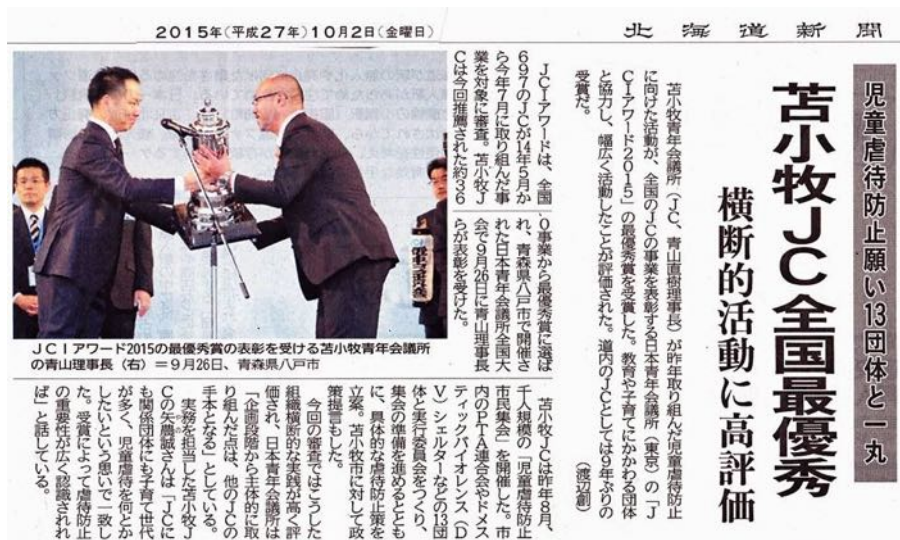 2015年(平成27年)10月2日(金曜日)
北海道新聞
児童虐待防止願い13団体と一丸
苫小牧JC全国最優秀
横断的活動に高評価
苫小牧青年会議所(JC、青山直樹理事長)が昨年取り組んだ児童虐待防止
に向けた活動が、全国のJCの事業を表彰する日本青年会議所(東京)の「J
CIアワード2015」の最優秀賞を受賞した。教育や子育てにかかわる団体
と協力し、幅広く活動したことが評価された。道内のJCとしては9年ぶりの
受賞だ。
(渡辺創)
JCIアワードは、全国
697のJCが14年5月か
ら今年7月に取り組んだ事
業を対象に審査。苫小牧J
Cは今回推薦された約36
0事業から最優秀賞に選ば
れ、青森県八戸市で開催さ
れた日本青年会議所全国大
会で9月26日に青山理事長
らが表彰を受けた。
苫小牧JCは昨年8月、
千人規模の「児童虐待防止
市民集会」を開催した。市
内のPTA連合会やドメス
ティックバイオレンス(D
V)シェルターなどの13団
体と実行委員会をつくり、
集会の準備を進めるととも
に、具体的な虐待防止策を
立案。苫小牧市に対して政
策提言もした。
今回の審査ではこうした
組織横断的な実践が高く評
価され、日本青年会議所は
「企画段階から主体的に取
り組んだ点は、他のJCの
手本となる」としている。
実務を担当した苫小牧J
Cの矢農誠さんは「JCに
も関係団体にも子育て世代
が多く、児童虐待を何とか
したいという思いで一致し
た。受賞によって虐待防止
の重要性が広く認識されれ
ば」と話している。
JCIアワード2015の最優秀賞の表彰を受ける苫小牧青年会議所
の青山理事長(右)=9月26日、青森県八戸市